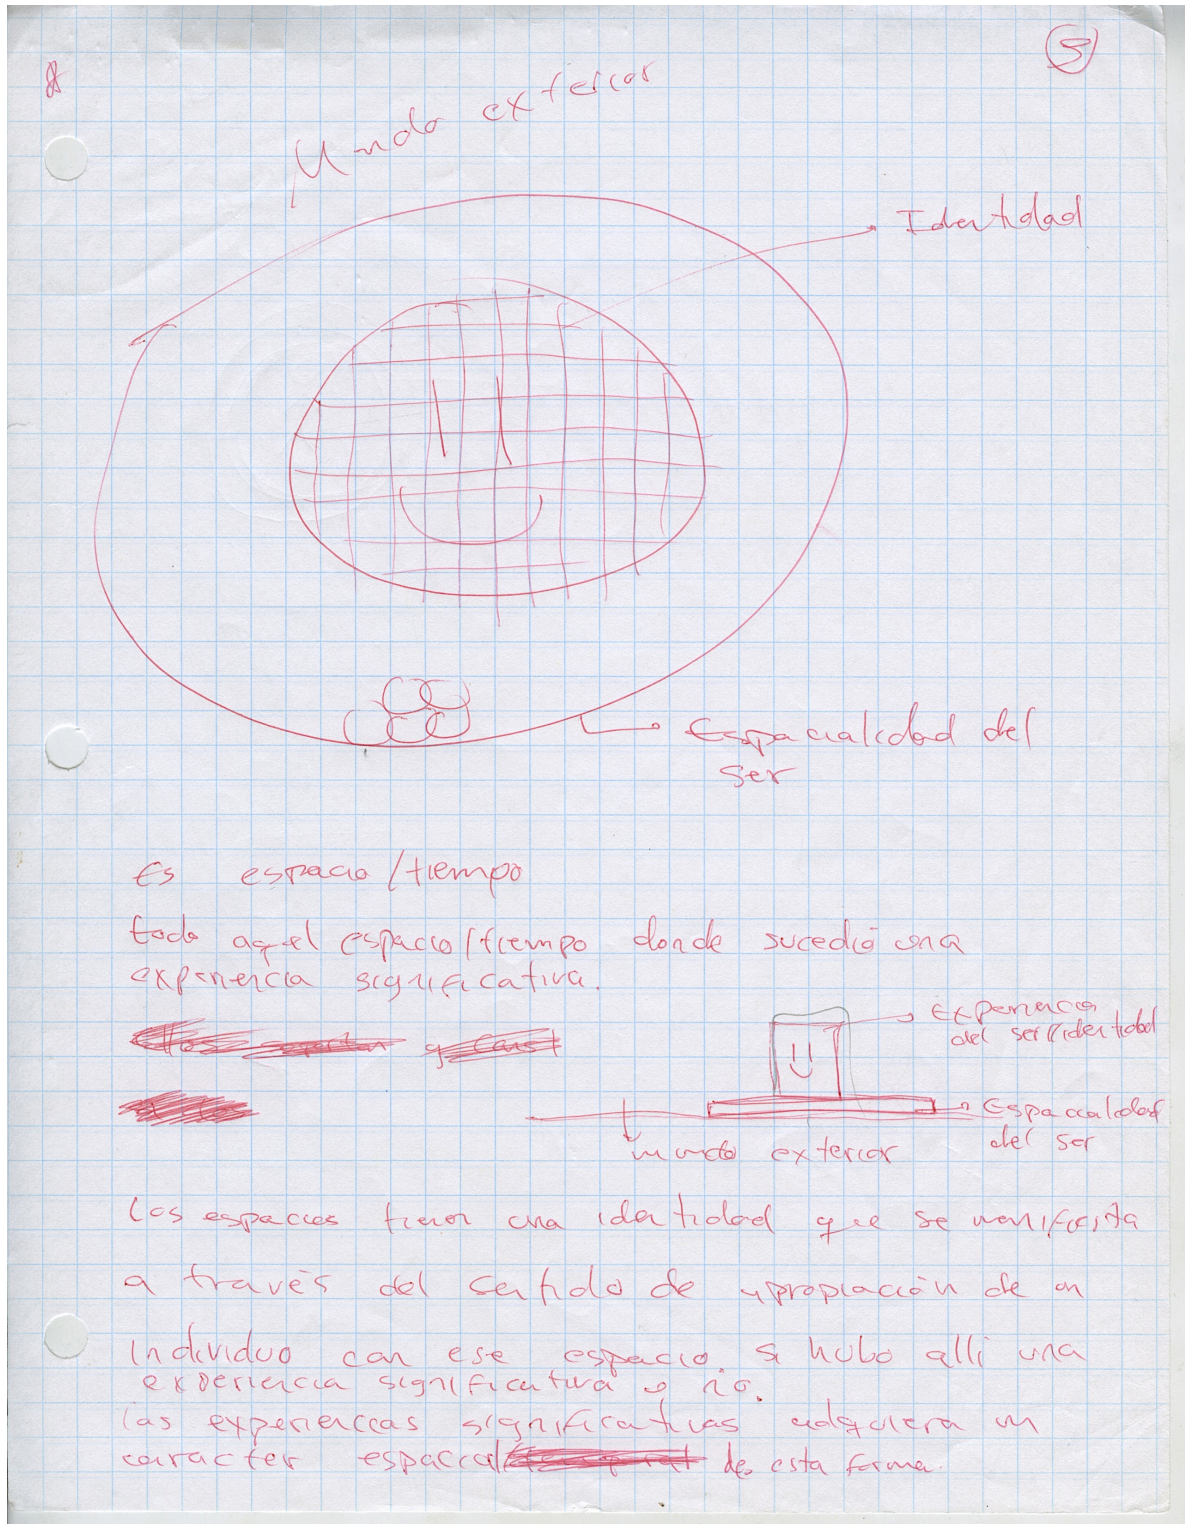 5
Mundo exterior
Identidad
Espacialidad del
ser
Es espacio/tiempo
todo aquel espacio/tiempo donde sucedió una
experiencia significativa.
Experiencia
del ser/identidad
Espacialidad
del ser
mundo exterior
Los espacios tienen una identidad que se manifiesta
a través del sentido de apropiación de un
individuo con ese espacio, si hubo allí una
experiencia significativa o no.
las experiencias significativas adquieren un
caracter espacial de esta forma.